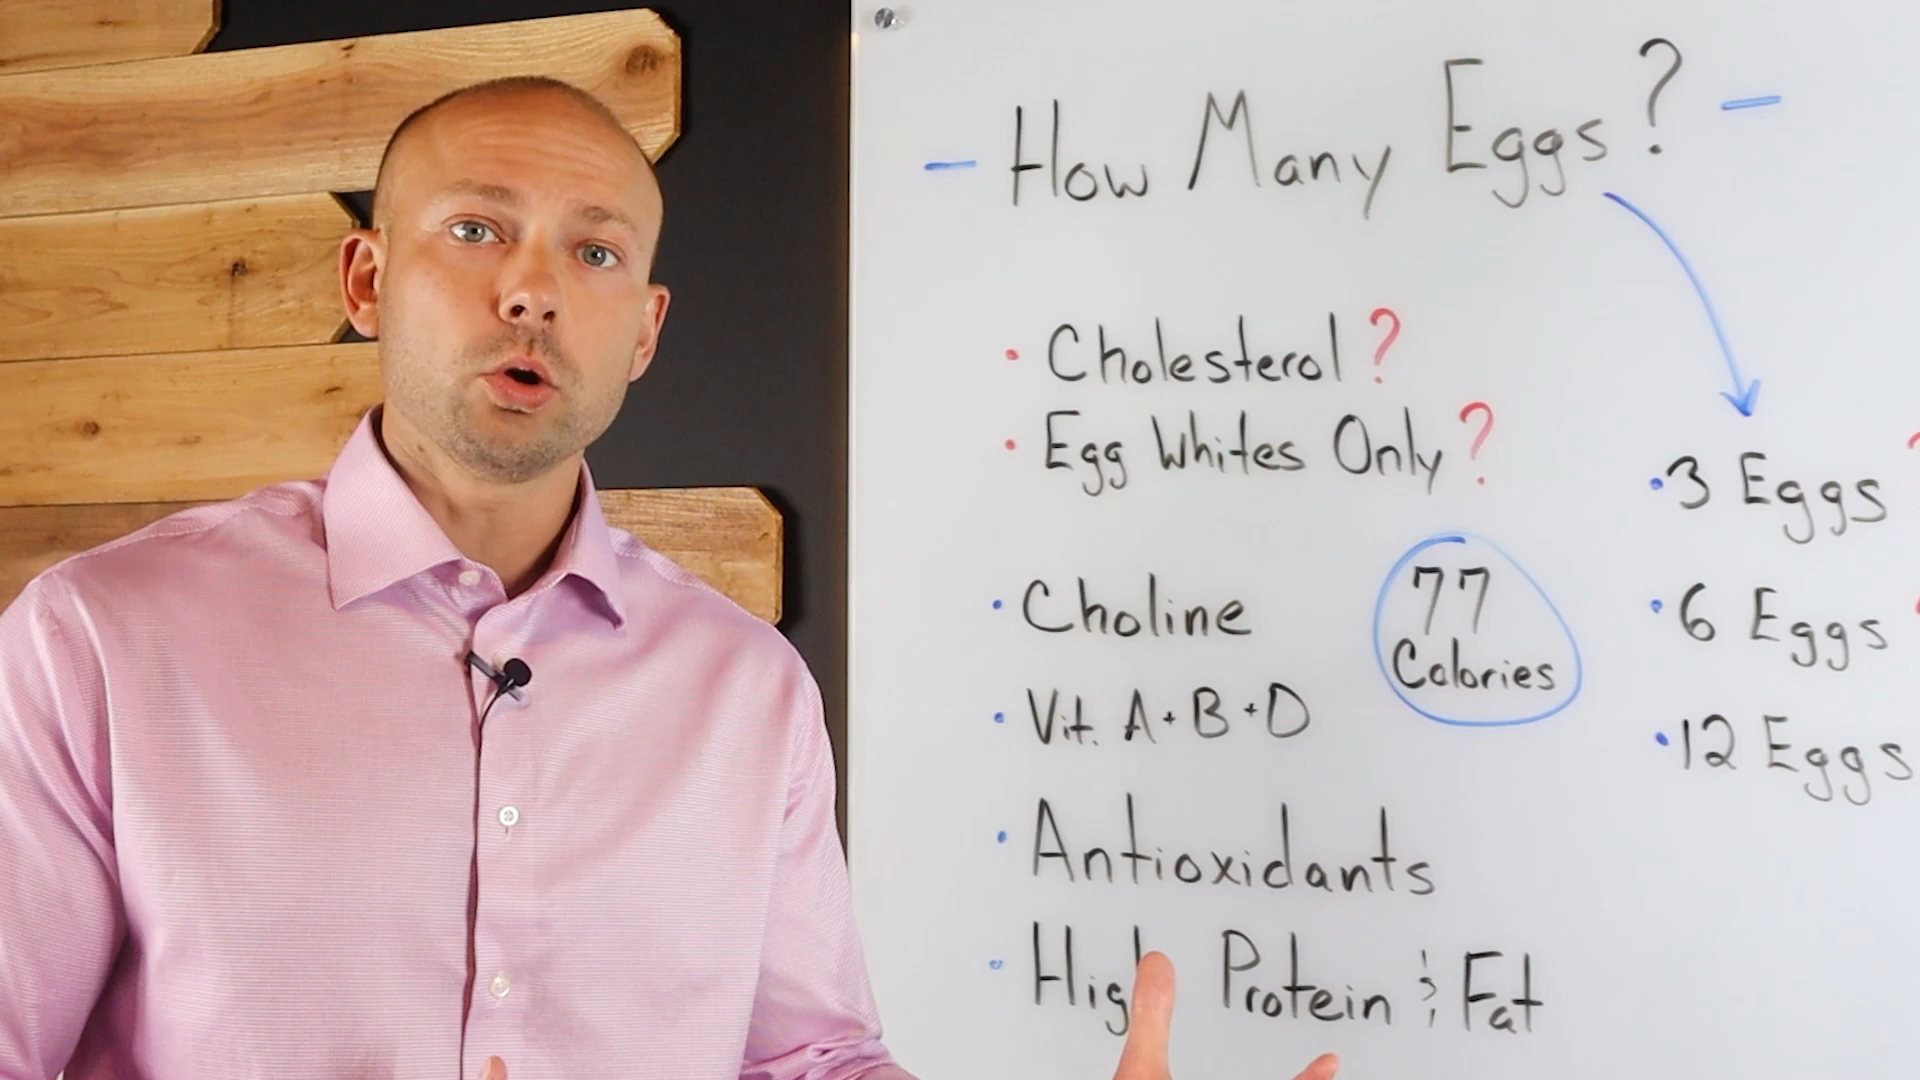 - How Many Eggs? -
• Cholesterol?
• Egg Whites Only?
• Choline
• Vit. A + B + D
• Antioxidants
• High Protein & Fat
77
Calories
• 3 Eggs ?
• 6 Eggs
• 12 Eggs